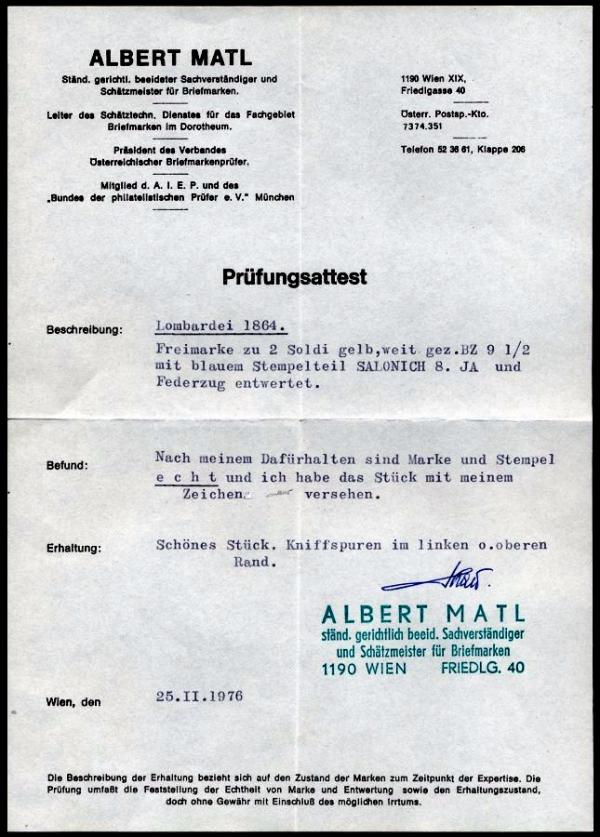 ALBERT MATL
Ständ. gerichtl. beeideter Sachverständiger und
Schätzmeister für Briefmarken.
Leiter des Schätztechn. Dienstes für das Fachgebiet
Briefmarken im Dorotheum.
Präsident des Verbandes
Österreichischer Briefmarkenprüfer.
Mitglied d. A. I. E. P. und des
„Bundes der philatelistischen Prüfer e. V." München
1190 Wien XIX,
Friedlgasse 40
Österr. Postsp.-Kto.
7374.351
Telefon 52 36 61, Klappe 206
Prüfungsattest
Beschreibung: Lombardei 1864.
Freimarke zu 2 Soldi gelb,weit gez.BZ 9 1/2
mit blauem Stempelteil SALONICH 8. JA und
Federzug entwertet.
Befund: Nach meinem Dafürhalten sind Marke und Stempel
e c h t und ich habe das Stück mit meinem
Zeichen versehen.
Erhaltung: Schönes Stück. Kniffspuren im linken o.oberen
Rand.
ALBERT MATL
ständ. gerichtlich beeid. Sachverständiger
und Schätzmeister für Briefmarken
1190 WIEN FRIEDLG. 40
Wien, den 25.II.1976
Die Beschreibung der Erhaltung bezieht sich auf den Zustand der Marken zum Zeitpunkt der Expertise. Die
Prüfung umfaßt die Feststellung der Echtheit von Marke und Entwertung sowie den Erhaltungszustand,
doch ohne Gewähr mit Einschluß des möglichen Irrtums.